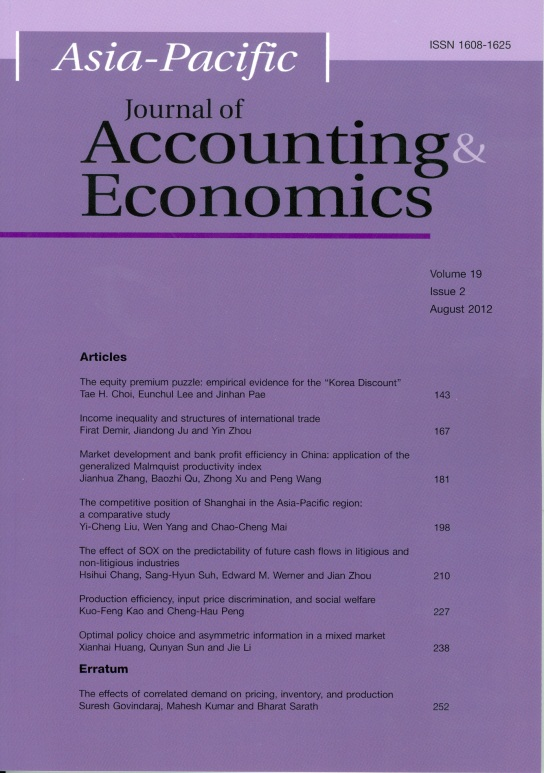 ISSN 1608-1625
Asia-Pacific
Journal of
Accounting &
Economics
Volume 19
Issue 2
August 2012
Articles
The equity premium puzzle: empirical evidence for the “Korea Discount”
Tae H. Choi, Eunchul Lee and Jinhan Pae 143
Income inequality and structures of international trade
Firat Demir, Jiandong Ju and Yin Zhou 167
Market development and bank profit efficiency in China: application of the
generalized Malmquist productivity index
Jianhua Zhang, Baozhi Qu, Zhong Xu and Peng Wang 181
The competitive position of Shanghai in the Asia-Pacific region:
a comparative study
Yi-Cheng Liu, Wen Yang and Chao-Cheng Mai 198
The effect of SOX on the predictability of future cash flows in litigious and
non-litigious industries
Hsihui Chang, Sang-Hyun Suh, Edward M. Werner and Jian Zhou 210
Production efficiency, input price discrimination, and social welfare
Kuo-Feng Kao and Cheng-Hau Peng 227
Optimal policy choice and asymmetric information in a mixed market
Xianhai Huang, Qunyan Sun and Jie Li 238
Erratum
The effects of correlated demand on pricing, inventory, and production
Suresh Govindaraj, Mahesh Kumar and Bharat Sarath 252